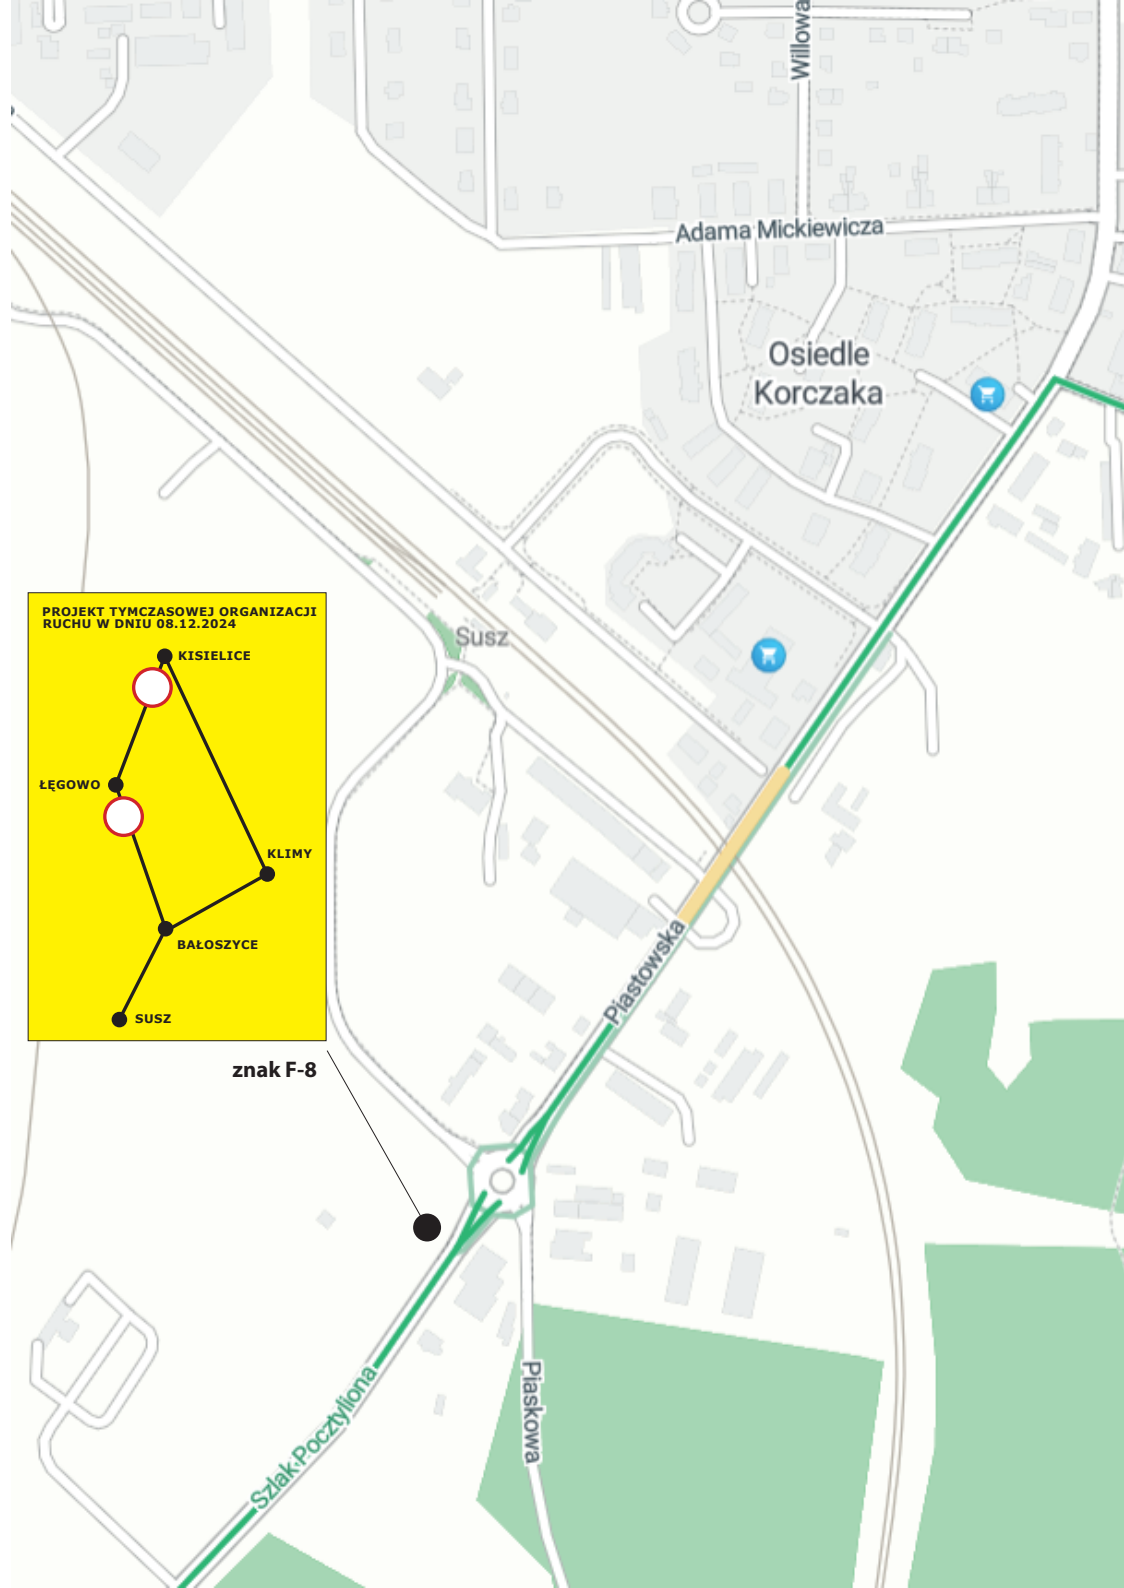 Willowa
Adama Mickiewicza
Osiedle
Korczaka
Susz
PROJEKT TYMCZASOWEJ ORGANIZACJI
RUCHU W DNIU 08.12.2024
KISIELICE
ŁĘGOWO
KLIMY
BAŁOSZYCE
SUSZ
Piastowska
znak F-8
Piaskowa
Szlak Pocztyliona